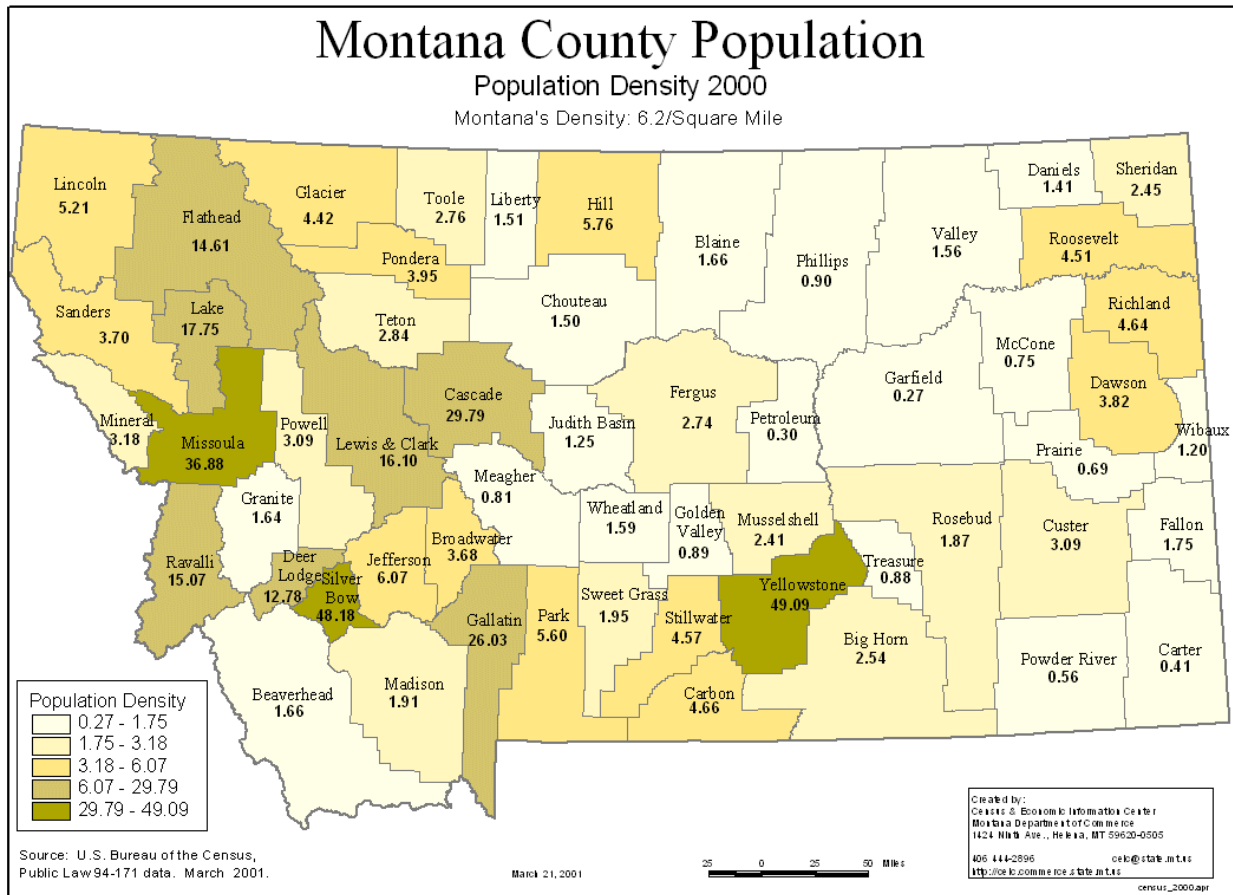 Montana County Population
Population Density 2000
Montana's Density: 6.2/Square Mile
Lincoln
5.21
Flathead
14.61
Glacier
4.42
Toole
2.76
Liberty
1.51
Hill
5.76
Blaine
1.66
Phillips
0.90
Valley
1.56
Daniels
1.41
Sheridan
2.45
Roosevelt
4.51
Pondera
3.95
Sanders
3.70
Lake
17.75
Teton
2.84
Chouteau
1.50
Richland
4.64
McCone
0.75
Garfield
0.27
Dawson
3.82
Mineral
3.18
Missoula
36.88
Powell
3.09
Lewis & Clark
16.10
Cascade
29.79
Judith Basin
1.25
Fergus
2.74
Petroleum
0.30
Prairie
0.69
Wibaux
1.20
Granite
1.64
Meagher
0.81
Wheatland
1.59
Golden
Valley
0.89
Musselshell
2.41
Rosebud
1.87
Custer
3.09
Fallon
1.75
Ravalli
15.07
Deer
Lodge
12.78
Silver
Bow
48.18
Jefferson
6.07
Broadwater
3.68
Gallatin
26.03
Park
5.60
Sweet Grass
1.95
Stillwater
4.57
Yellowstone
49.09
Treasure
0.88
Big Horn
2.54
Powder River
0.56
Carter
0.41
Beaverhead
1.66
Madison
1.91
Carbon
4.66
Population Density
0.27 - 1.75
1.75 - 3.18
3.18 - 6.07
6.07 - 29.79
29.79 - 49.09
Source: U.S. Bureau of the Census,
Public Law 94-171 data. March 2001.
March 21, 2001
25 0 25 50 Miles
Created by:
Census & Economic Information Center
Montana Department of Commerce
1424 Ninth Ave., Helena, MT 59620-0505
406 444-2896 ceic@state.mt.us
http://ceic.commerce.state.mt.us
census_2000.apr